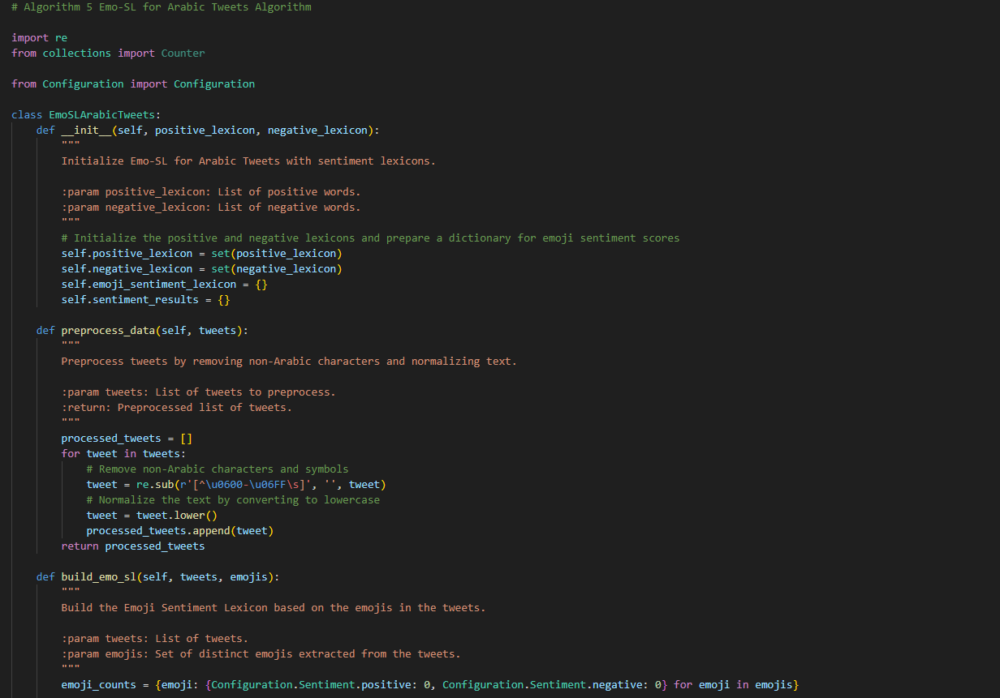 # Algorithm 5 Emo-SL for Arabic Tweets Algorithm
import re
from collections import Counter
from Configuration import Configuration
class EmoSLArabicTweets:
    def __init__(self, positive_lexicon, negative_lexicon):
        """
        Initialize Emo-SL for Arabic Tweets with sentiment lexicons.
        :param positive_lexicon: List of positive words.
        :param negative_lexicon: List of negative words.
        """
        # Initialize the positive and negative lexicons and prepare a dictionary for emoji sentiment scores
        self.positive_lexicon = set(positive_lexicon)
        self.negative_lexicon = set(negative_lexicon)
        self.emoji_sentiment_lexicon = {}
        self.sentiment_results = {}
    def preprocess_data(self, tweets):
        """
        Preprocess tweets by removing non-Arabic characters and normalizing text.
        :param tweets: List of tweets to preprocess.
        :return: Preprocessed list of tweets.
        """
        processed_tweets = []
        for tweet in tweets:
            # Remove non-Arabic characters and symbols
            tweet = re.sub(r'[^\u0600-\u06FF\s]', '', tweet)
            # Normalize the text by converting to lowercase
            tweet = tweet.lower()
            processed_tweets.append(tweet)
        return processed_tweets
    def build_emo_sl(self, tweets, emojis):
        """
        Build the Emoji Sentiment Lexicon based on the emojis in the tweets.
        :param tweets: List of tweets.
        :param emojis: Set of distinct emojis extracted from the tweets.
        """
        emoji_counts = {emoji: {Configuration.Sentiment.positive: 0, Configuration.Sentiment.negative: 0} for emoji in emojis}